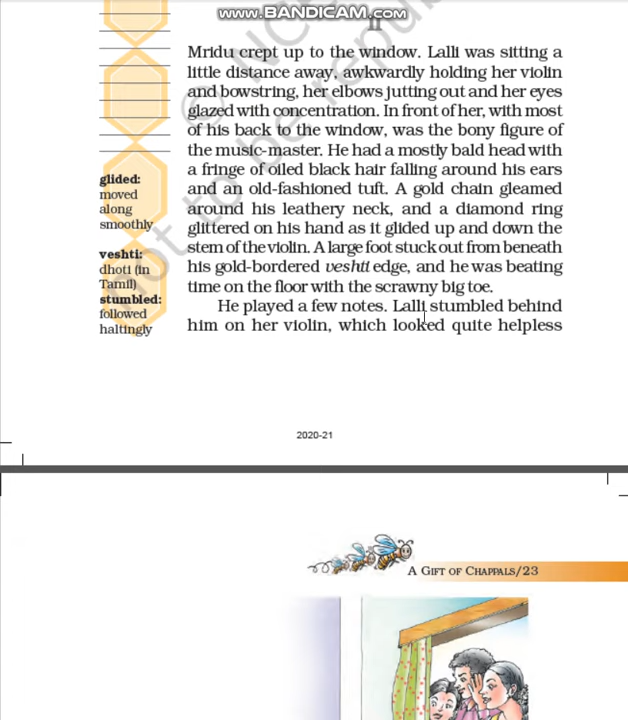 www.BANDICAM.com
II
Mridu crept up to the window. Lalli was sitting a
little distance away, awkwardly holding her violin
and bowstring, her elbows jutting out and her eyes
glazed with concentration. In front of her, with most
of his back to the window, was the bony figure of
the music-master. He had a mostly bald head with
a fringe of oiled black hair falling around his ears
and an old-fashioned tuft. A gold chain gleamed
around his leathery neck, and a diamond ring
glittered on his hand as it glided up and down the
stem of the violin. A large foot stuck out from beneath
his gold-bordered veshti edge, and he was beating
time on the floor with the scrawny big toe.
He played a few notes. Lalli stumbled behind
him on her violin, which looked quite helpless
glided:
moved
along
smoothly
veshti:
dhoti (in
Tamil)
stumbled:
followed
haltingly
© NC
not to be republ
2020-21
A GIFT OF CHAPPALS/23